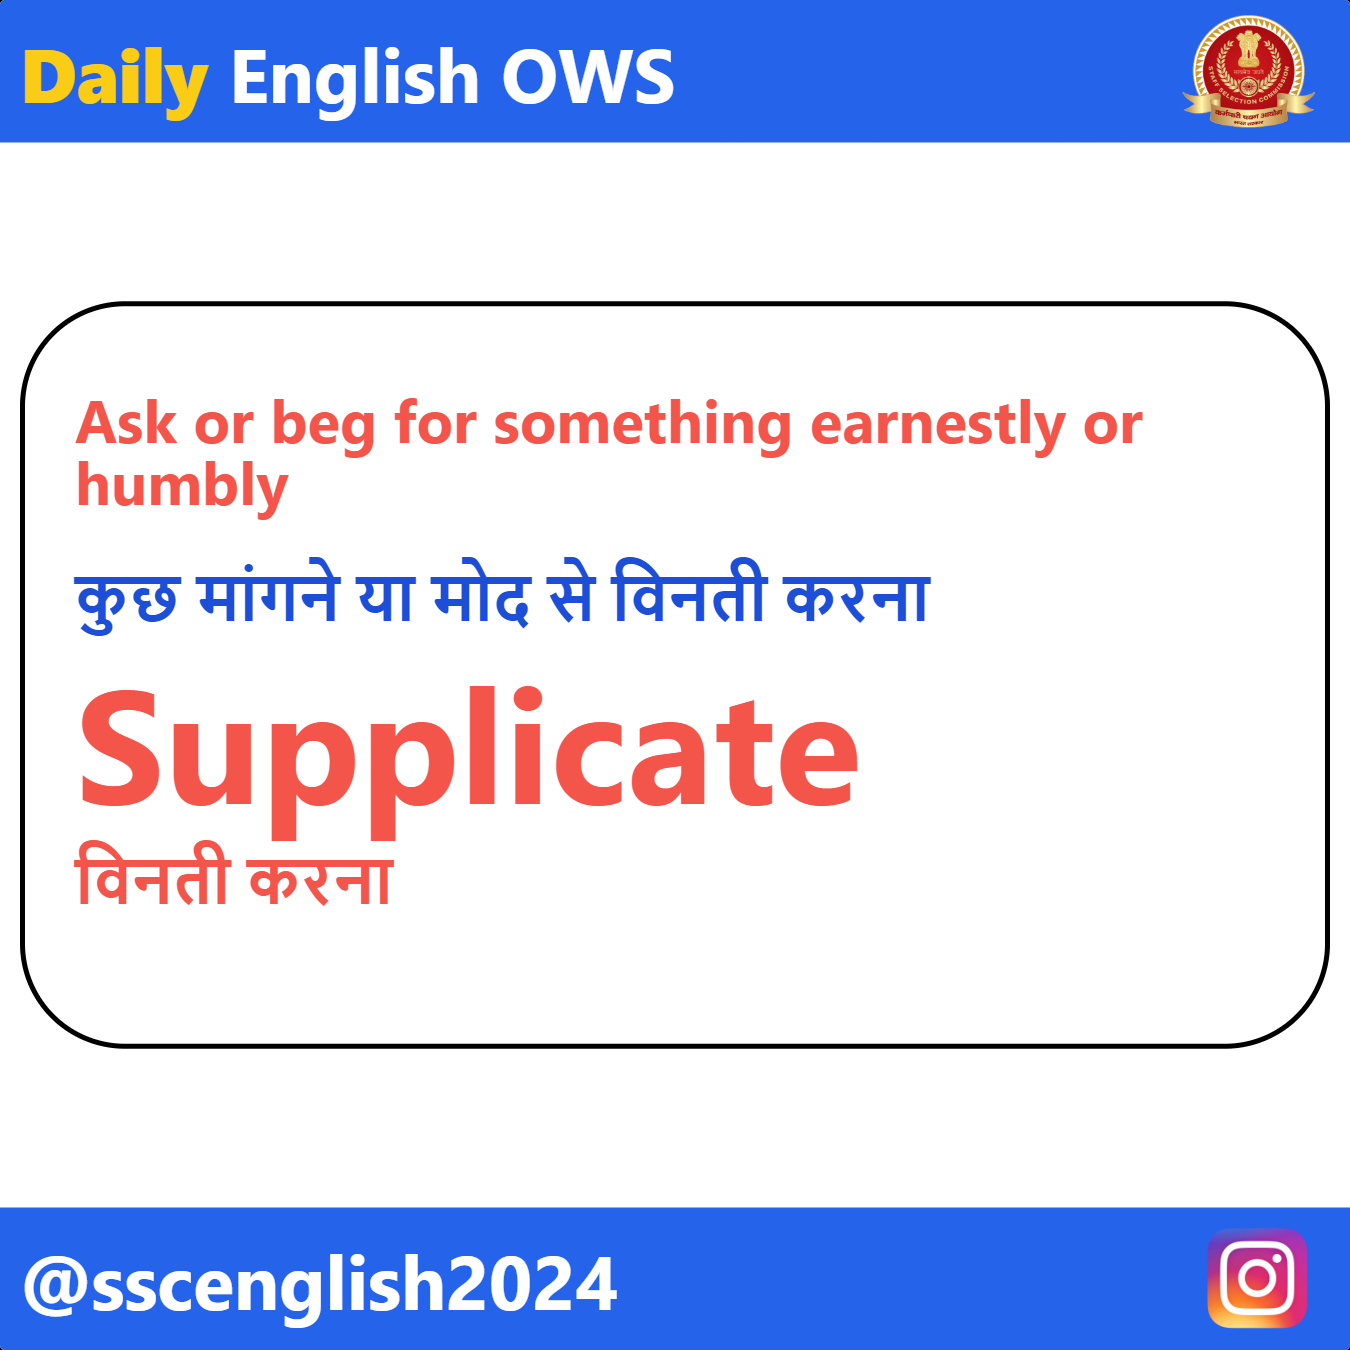 Daily English OWS
STAFF SELECTION COMMISSION
Ask or beg for something earnestly or
humbly
कुछ मांगने या मोद से विनती करना
Supplicate
विनती करना
@sscenglish2024